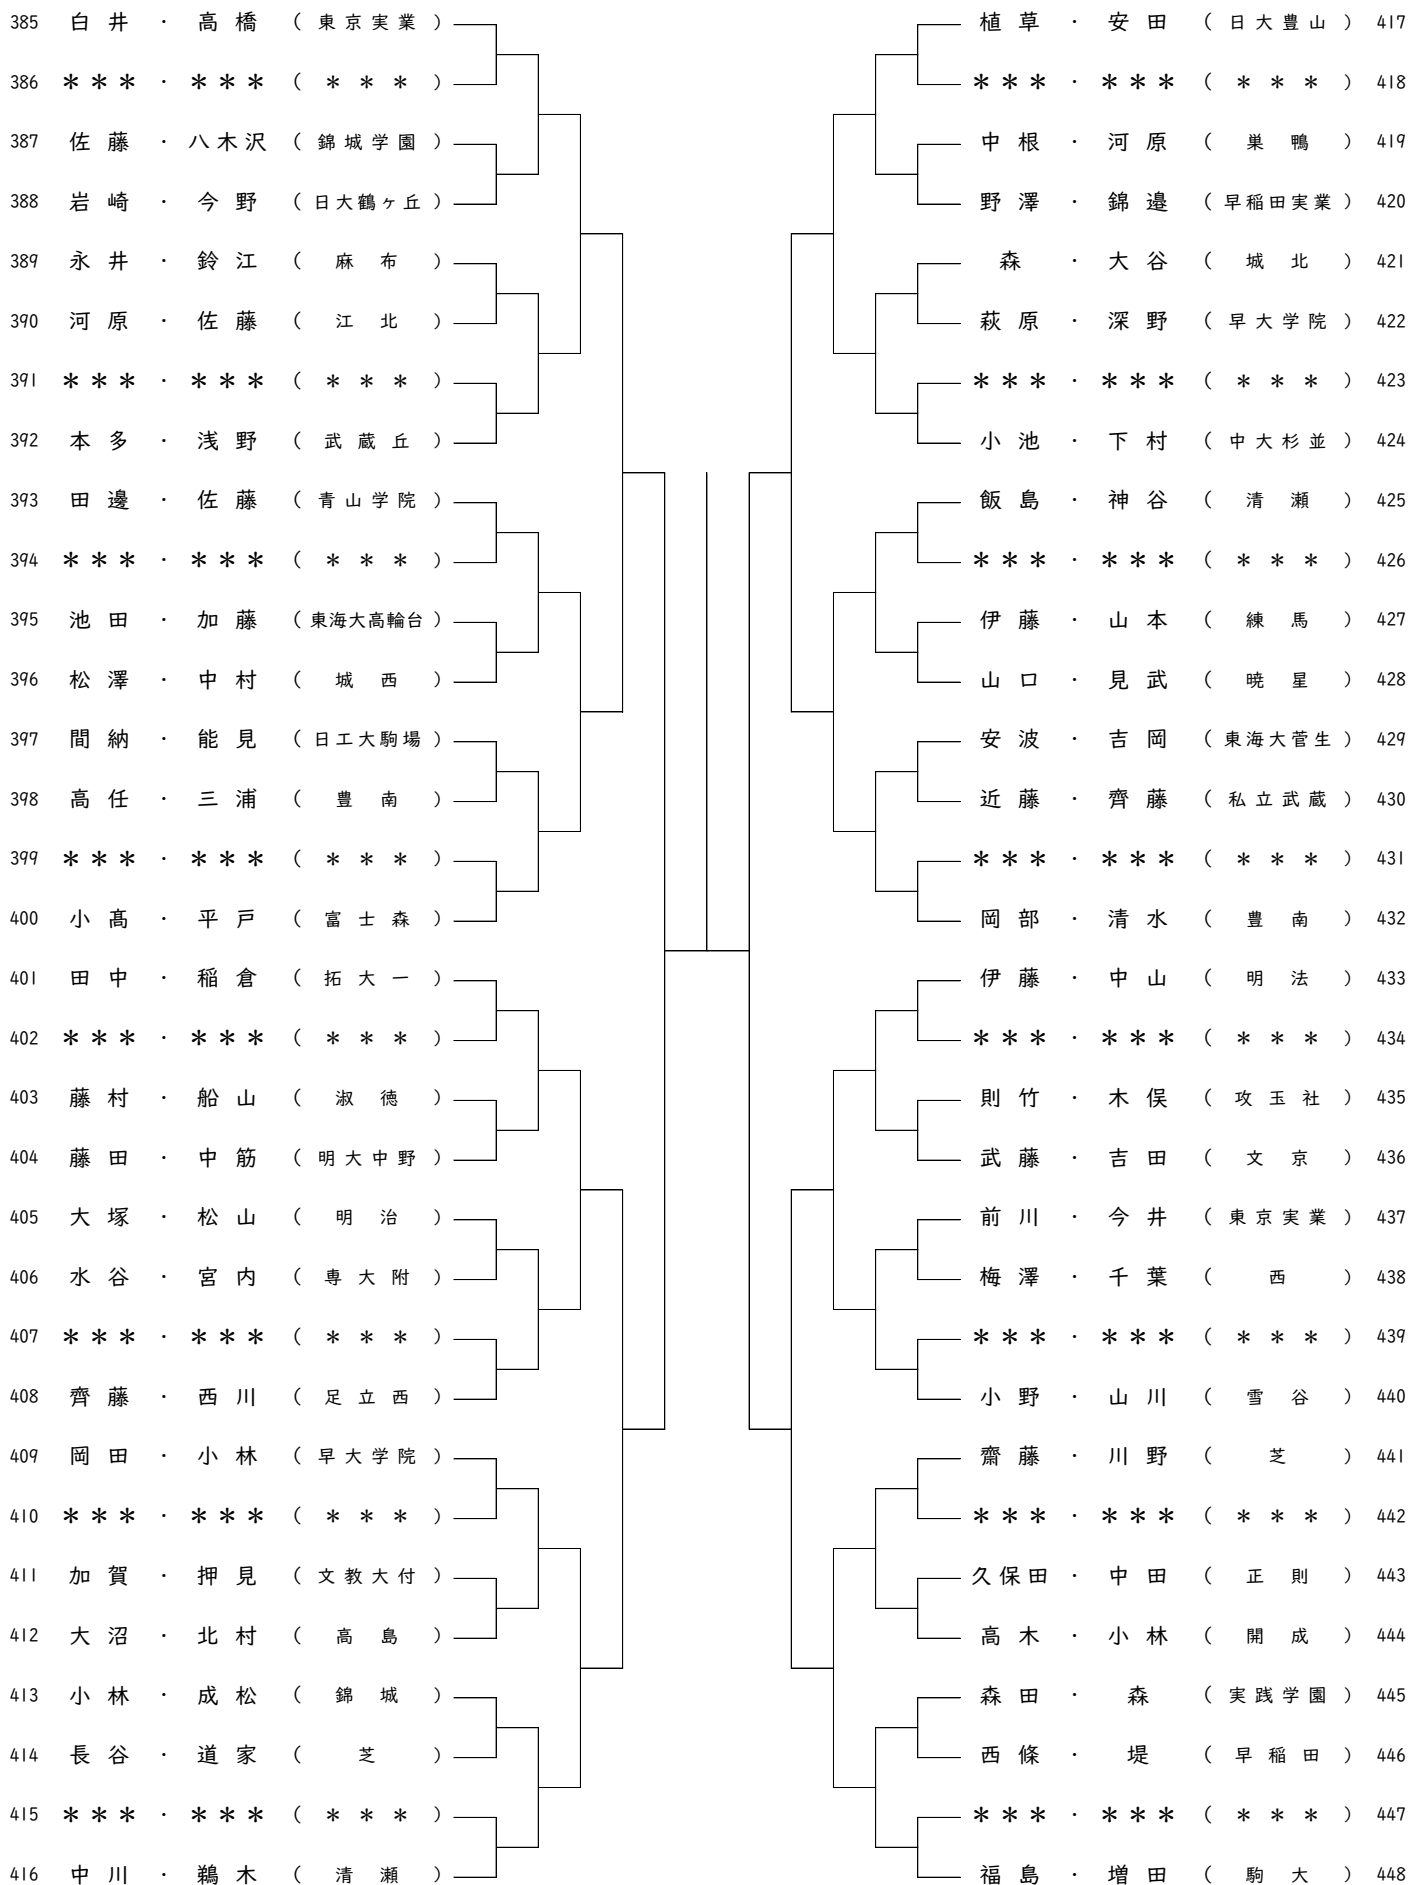 385 白井 ・ 高橋 ( 東京実業 )
386 *** ・ *** ( *** )
387 佐藤 ・ 八木沢 ( 錦城学園 )
388 岩崎 ・ 今野 ( 日大鶴ヶ丘 )
389 永井 ・ 鈴江 ( 麻布 )
390 河原 ・ 佐藤 ( 江北 )
391 *** ・ *** ( *** )
392 本多 ・ 浅野 ( 武蔵丘 )
393 田邊 ・ 佐藤 ( 青山学院 )
394 *** ・ *** ( *** )
395 池田 ・ 加藤 ( 東海大高輪台 )
396 松澤 ・ 中村 ( 城西 )
397 間納 ・ 能見 ( 日工大駒場 )
398 高任 ・ 三浦 ( 豊南 )
399 *** ・ *** ( *** )
400 小髙 ・ 平戸 ( 富士森 )
401 田中 ・ 稲倉 ( 拓大一 )
402 *** ・ *** ( *** )
403 藤村 ・ 船山 ( 淑徳 )
404 藤田 ・ 中筋 ( 明大中野 )
405 大塚 ・ 松山 ( 明治 )
406 水谷 ・ 宮内 ( 専大附 )
407 *** ・ *** ( *** )
408 齊藤 ・ 西川 ( 足立西 )
409 岡田 ・ 小林 ( 早大学院 )
410 *** ・ *** ( *** )
411 加賀 ・ 押見 ( 文教大付 )
412 大沼 ・ 北村 ( 高島 )
413 小林 ・ 成松 ( 錦城 )
414 長谷 ・ 道家 ( 芝 )
415 *** ・ *** ( *** )
416 中川 ・ 鵜木 ( 清瀬 )
植草 ・ 安田 ( 日大豊山 ) 417
*** ・ *** ( *** ) 418
中根 ・ 河原 ( 巣鴨 ) 419
野澤 ・ 錦邉 ( 早稲田実業 ) 420
森 ・ 大谷 ( 城北 ) 421
萩原 ・ 深野 ( 早大学院 ) 422
*** ・ *** ( *** ) 423
小池 ・ 下村 ( 中大杉並 ) 424
飯島 ・ 神谷 ( 清瀬 ) 425
*** ・ *** ( *** ) 426
伊藤 ・ 山本 ( 練馬 ) 427
山口 ・ 見武 ( 暁星 ) 428
安波 ・ 吉岡 ( 東海大菅生 ) 429
近藤 ・ 齊藤 ( 私立武蔵 ) 430
*** ・ *** ( *** ) 431
岡部 ・ 清水 ( 豊南 ) 432
伊藤 ・ 中山 ( 明法 ) 433
*** ・ *** ( *** ) 434
則竹 ・ 木俣 ( 攻玉社 ) 435
武藤 ・ 吉田 ( 文京 ) 436
前川 ・ 今井 ( 東京実業 ) 437
梅澤 ・ 千葉 ( 西 ) 438
*** ・ *** ( *** ) 439
小野 ・ 山川 ( 雪谷 ) 440
齋藤 ・ 川野 ( 芝 ) 441
*** ・ *** ( *** ) 442
久保田 ・ 中田 ( 正則 ) 443
高木 ・ 小林 ( 開成 ) 444
森田 ・ 森 ( 実践学園 ) 445
西條 ・ 堤 ( 早稲田 ) 446
*** ・ *** ( *** ) 447
福島 ・ 増田 ( 駒大 ) 448